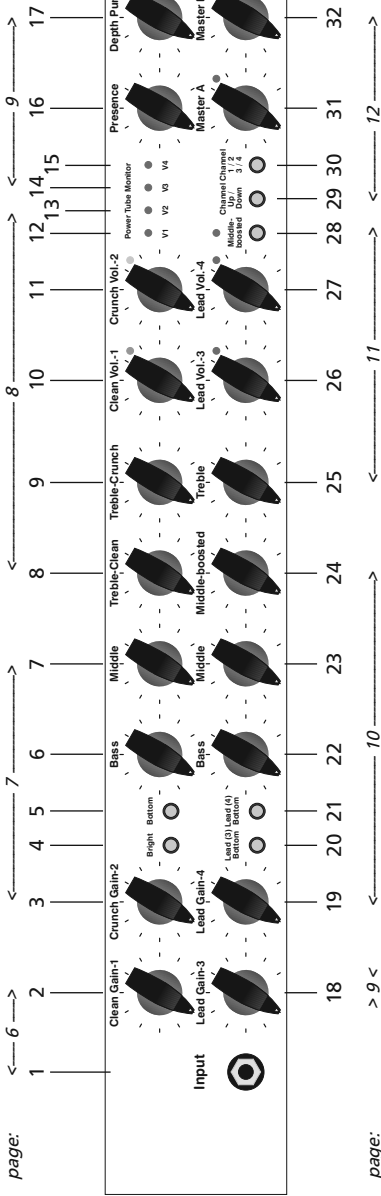 page: <---- 6 ----> <---- 7 ----> <---- 8 ----> <---- 9 ---->
1 2 3 4 5 6 7 8 9 10 11 12 13 14 15 16 17
Clean Gain-1 Crunch Gain-2 Bright Bottom Bass Middle Treble-Clean Treble-Crunch Clean Vol.-1 Crunch Vol.-2 Power Tube Monitor Presence Depth
V1 V2 V3 V4
Input Lead Gain-3 Lead Gain-4 Lead (3) Bottom Lead (4) Bottom Bass Middle Middle-boosted Treble Lead Vol.-3 Lead Vol.-4 Middle-boosted Channel Up / Down Channel 1 / 2 3 / 4 Master A Master
18 19 20 21 22 23 24 25 26 27 28 29 30 31 32
page: > 9 < <---- 10 ----> <---- 11 ----> <---- 12 ---->